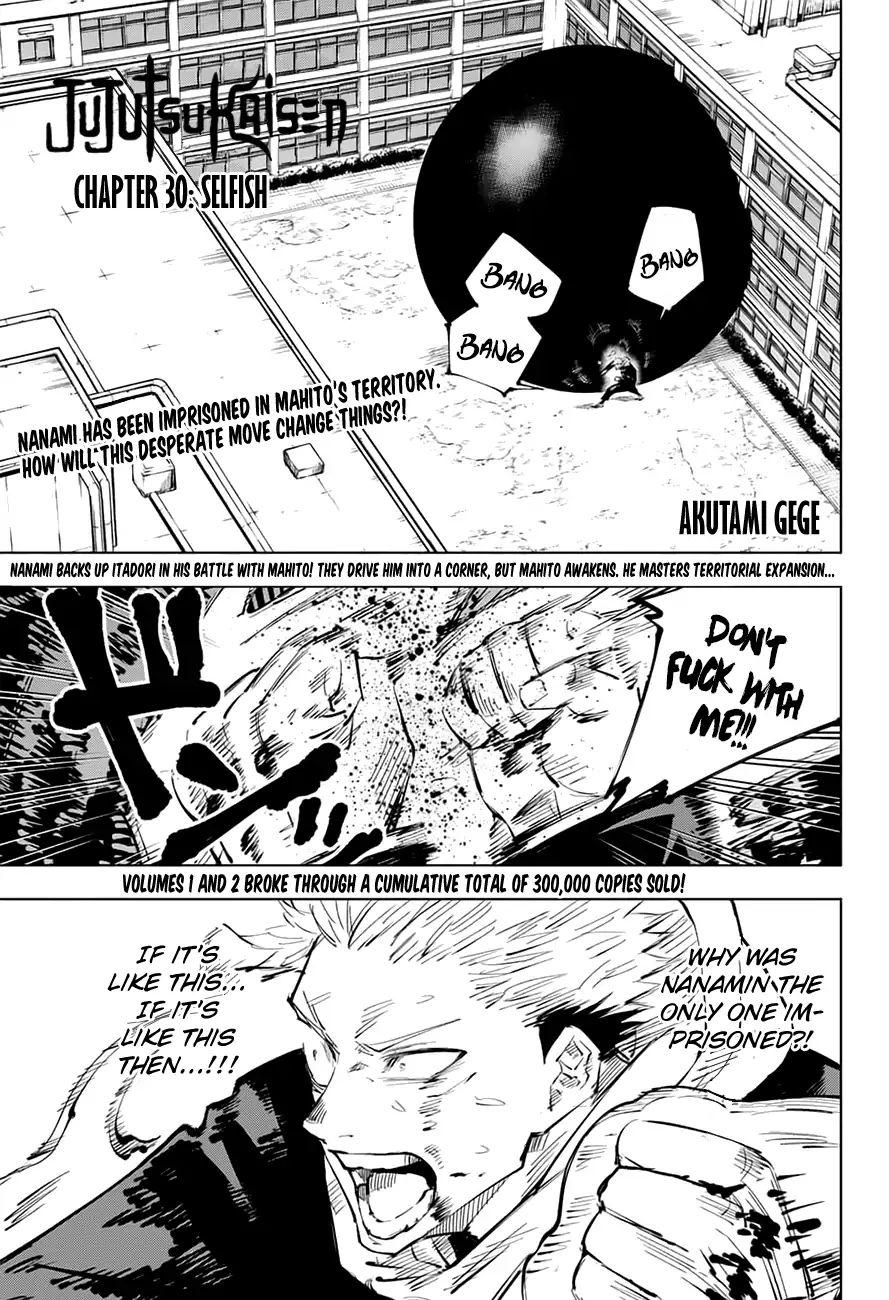 JUJUTSU KAISEN
CHAPTER 30: SELFISH
BANG
BANG
BANG
NANAMI HAS BEEN IMPRISONED IN MAHITO'S TERRITORY.
HOW WILL THIS DESPERATE MOVE CHANGE THINGS?!
AKUTAMI GEGE
NANAMI BACKS UP ITADORI IN HIS BATTLE WITH MAHITO! THEY DRIVE HIM INTO A CORNER, BUT MAHITO AWAKENS. HE MASTERS TERRITORIAL EXPANSION...
DON'T
FUCK WITH
ME!!!
ドン
VOLUMES 1 AND 2 BROKE THROUGH A CUMULATIVE TOTAL OF 300,000 COPIES SOLD!
WHY WAS
NANAMIN THE
ONLY ONE IM-
PRISONED?!
IF IT'S
LIKE THIS...
IF IT'S
LIKE THIS
THEN...!!!